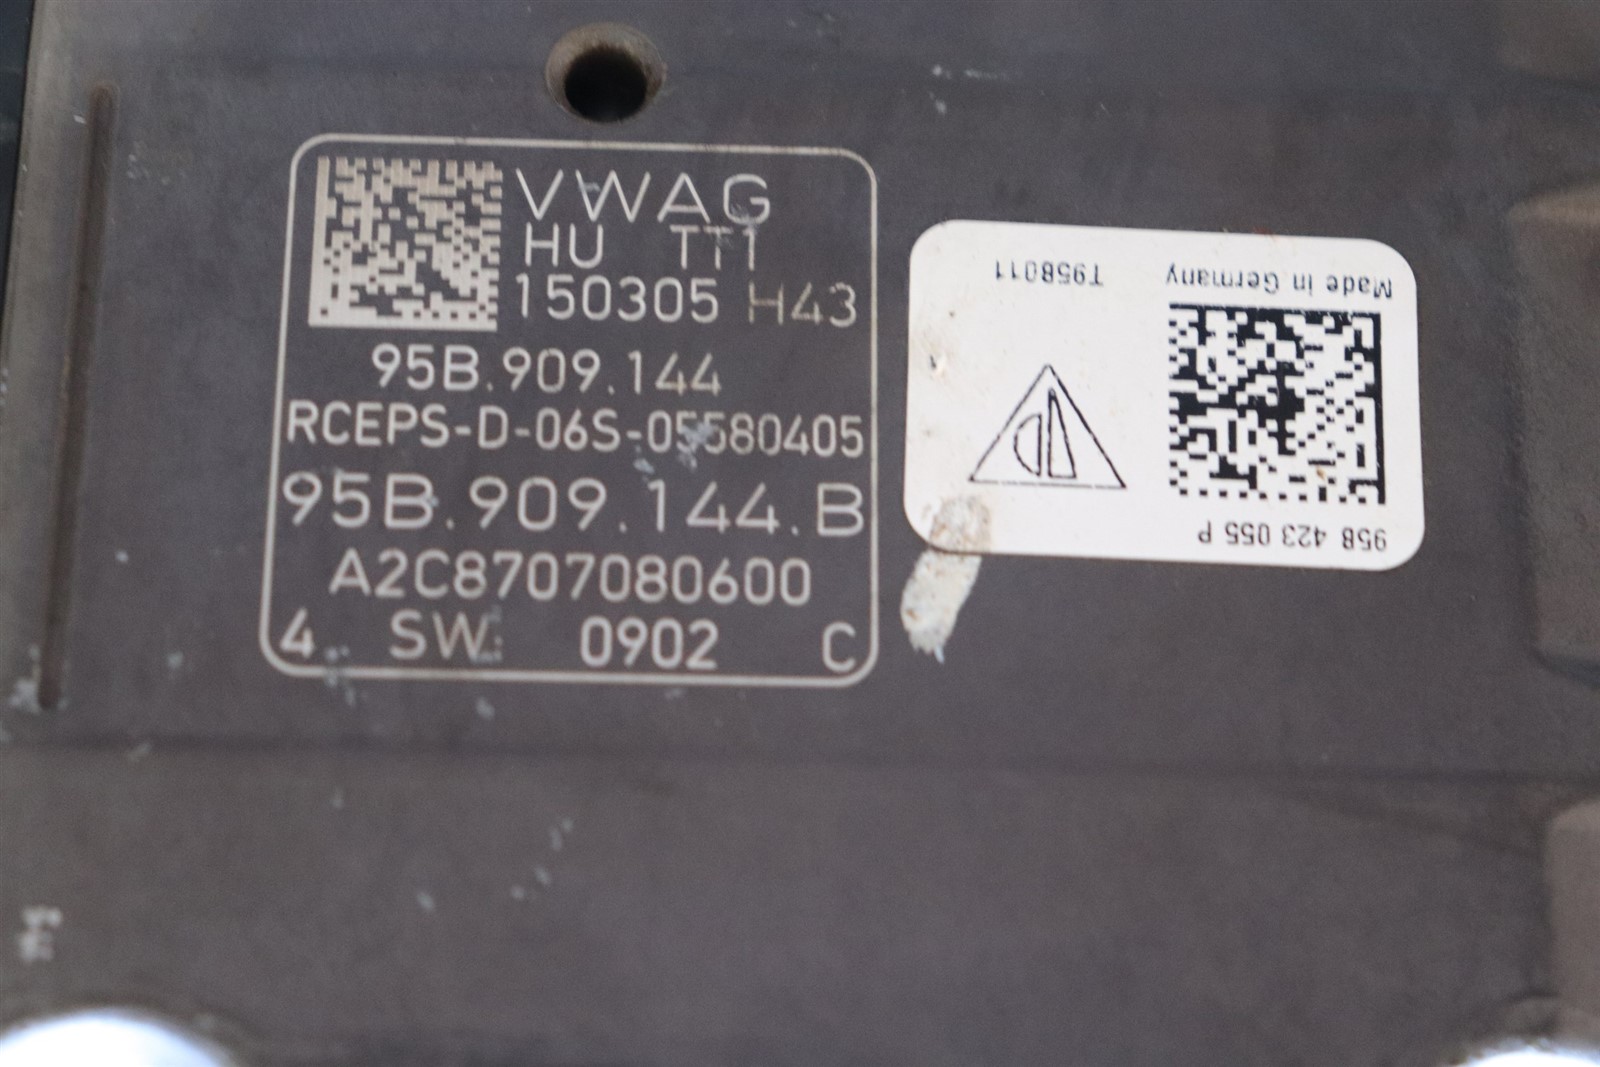 VWAG
HU TT1
150305 H43
95B.909.144
RCEPS-D-06S-05580405
95B.909.144.B
A2C8707080600
4 SW: 0902 C
Made in Germany T958011
958 423 055 P